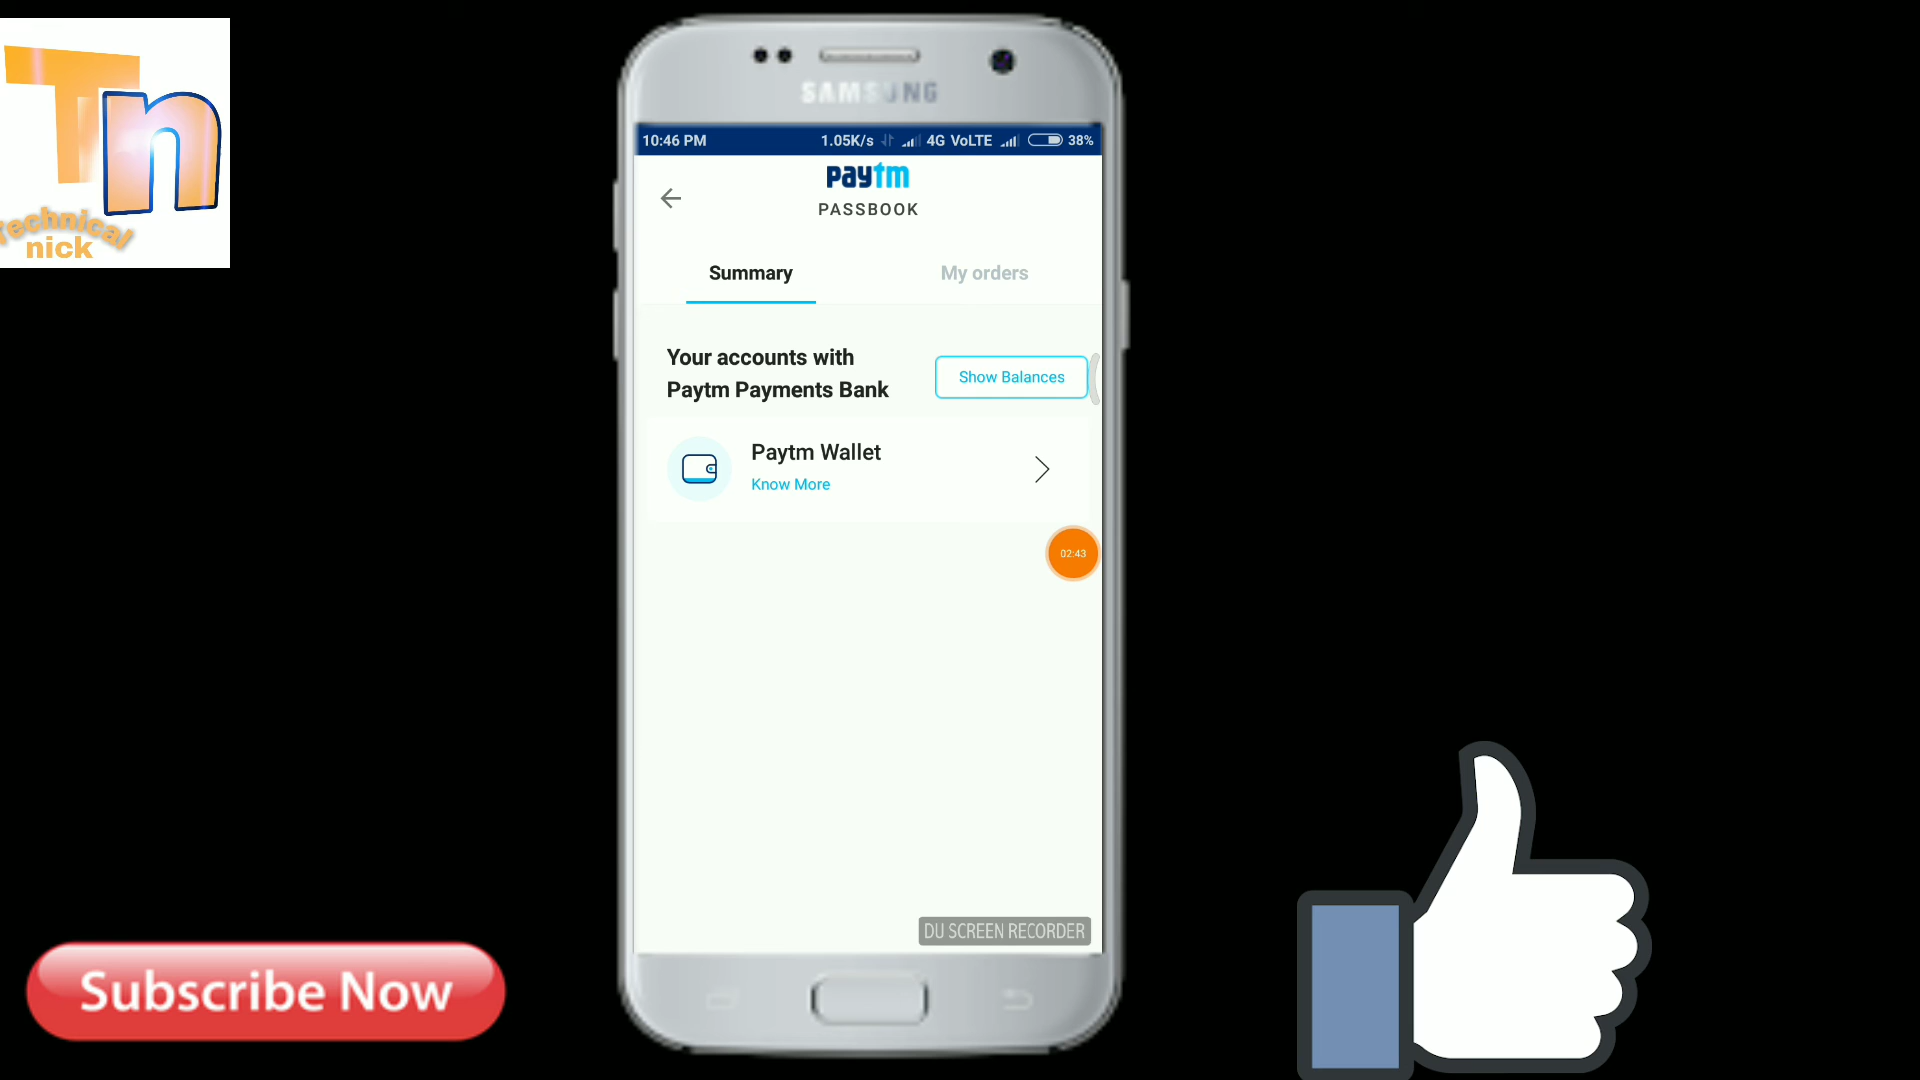 Tn
Technical
nick
SAMSUNG
10:46 PM 1.05K/s 4G VoLTE 38%
paytm
PASSBOOK
Summary
My orders
Your accounts with
Paytm Payments Bank
Show Balances
Paytm Wallet
Know More
02:43
DU SCREEN RECORDER
Subscribe Now